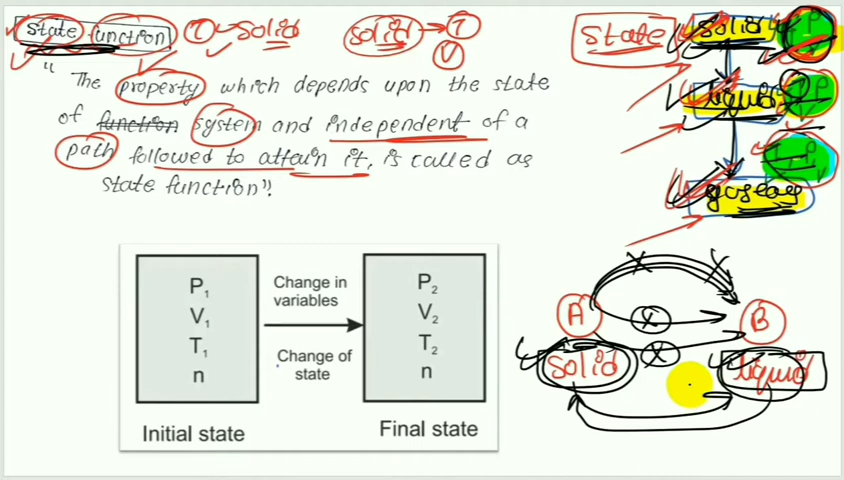 state function T solid solid → T
V
"The property which depends upon the state
of function system and independent of a
path followed to attain it, is called as
state function".
State
solid P
V
liquid P
V
gaseous T P
V
P₁
V₁
T₁
n
Initial state
Change in
variables
Change of
state
P₂
V₂
T₂
n
Final state
A X X B
X
X
solid liquid